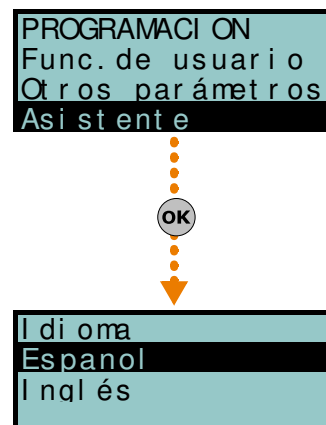 PROGRAMACION
Func. de usuario
Otros parámetros
Asistente
OK
Idioma
Espanol
Inglés